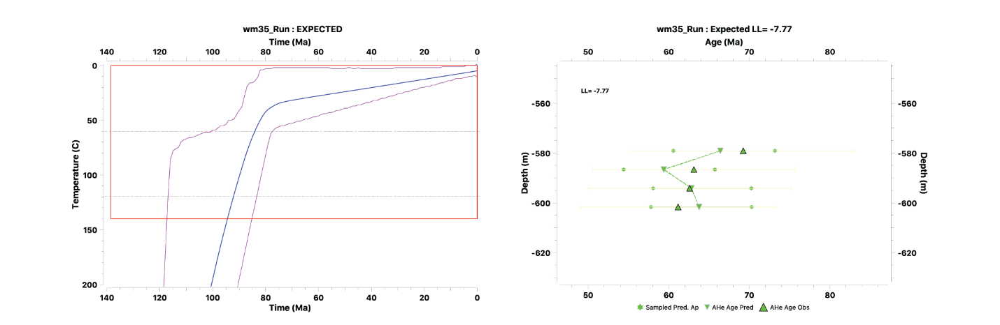 wm35_Run : EXPECTED
Time (Ma)
140 120 100 80 60 40 20 0
0
50
100
150
200
Temperature (C)
140 120 100 80 60 40 20 0
Time (Ma)
wm35_Run : Expected LL= -7.77
Age (Ma)
50 60 70 80
LL= -7.77
-560 -560
-580 -580
-600 -600
-620 -620
Depth (m)
Depth (m)
50 60 70 80
Sampled Pred. Ap AHe Age Pred AHe Age Obs